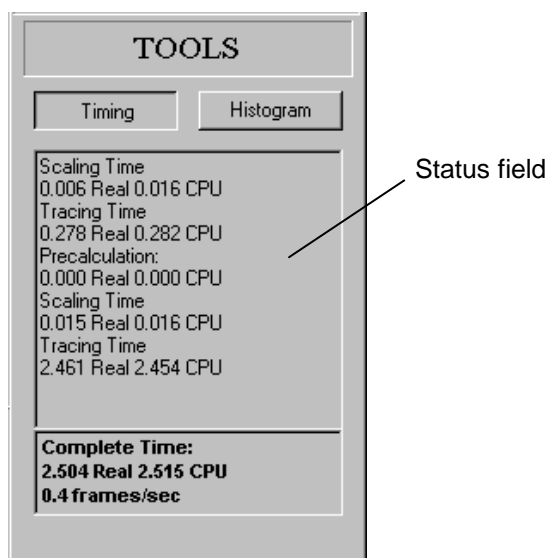 TOOLS
Timing
Histogram
Scaling Time
0.006 Real 0.016 CPU
Tracing Time
0.278 Real 0.282 CPU
Precalculation:
0.000 Real 0.000 CPU
Scaling Time
0.015 Real 0.016 CPU
Tracing Time
2.461 Real 2.454 CPU
Complete Time:
2.504 Real 2.515 CPU
0.4 frames/sec
Status field